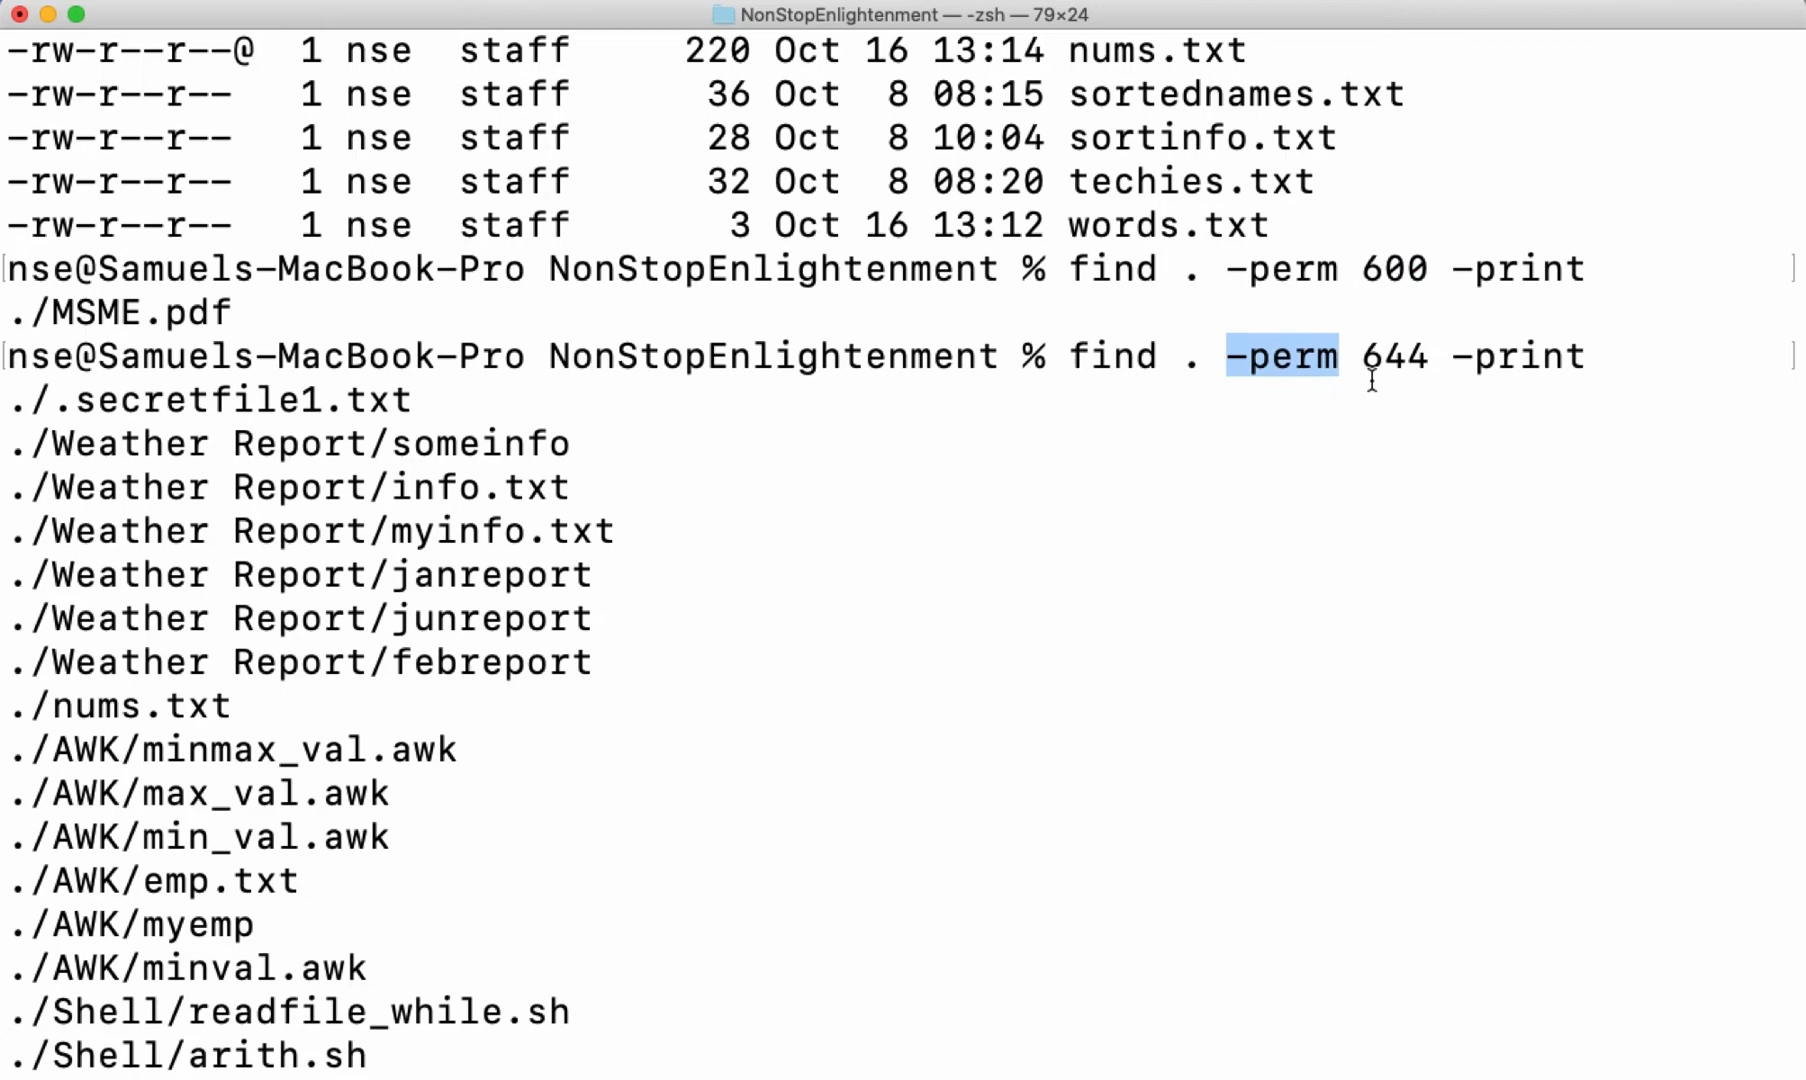 NonStopEnlightenment — -zsh — 79×24
-rw-r--r--@  1 nse  staff     220 Oct 16 13:14 nums.txt
-rw-r--r--   1 nse  staff      36 Oct  8 08:15 sortednames.txt
-rw-r--r--   1 nse  staff      28 Oct  8 10:04 sortinfo.txt
-rw-r--r--   1 nse  staff      32 Oct  8 08:20 techies.txt
-rw-r--r--   1 nse  staff       3 Oct 16 13:12 words.txt
[nse@Samuels-MacBook-Pro NonStopEnlightenment % find . -perm 600 -print ]
./MSME.pdf
[nse@Samuels-MacBook-Pro NonStopEnlightenment % find . -perm 644 -print ]
./.secretfile1.txt
./Weather Report/someinfo
./Weather Report/info.txt
./Weather Report/myinfo.txt
./Weather Report/janreport
./Weather Report/junreport
./Weather Report/febreport
./nums.txt
./AWK/minmax_val.awk
./AWK/max_val.awk
./AWK/min_val.awk
./AWK/emp.txt
./AWK/myemp
./AWK/minval.awk
./Shell/readfile_while.sh
./Shell/arith.sh